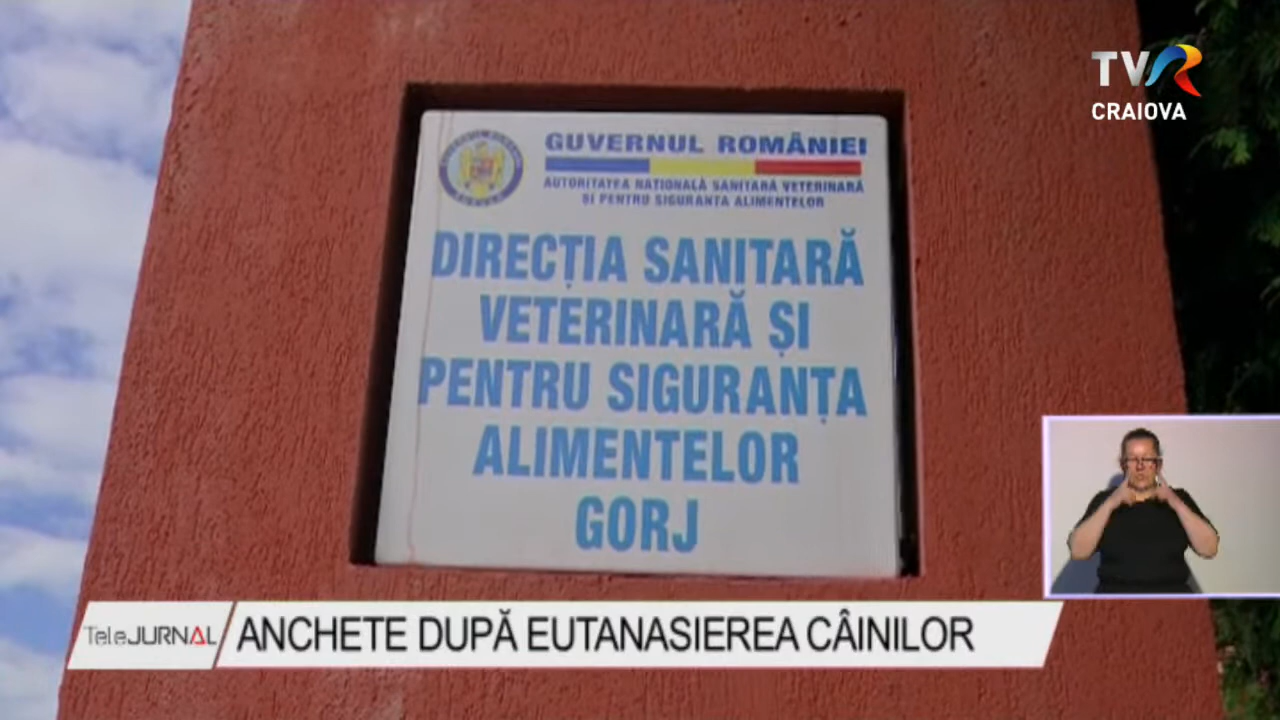 TVR
CRAIOVA
GUVERNUL ROMÂNIEI
AUTORITATEA NAȚIONALĂ SANITARĂ VETERINARĂ
ȘI PENTRU SIGURANȚA ALIMENTELOR
DIRECȚIA SANITARĂ
VETERINARĂ ȘI
PENTRU SIGURANȚA
ALIMENTELOR
GORJ
TeleJURNAL
ANCHETE DUPĂ EUTANASIEREA CÂINILOR